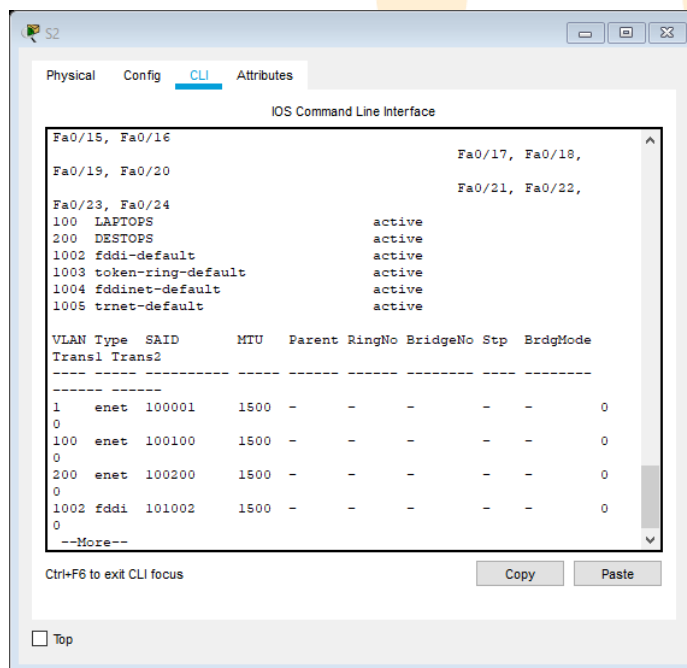 S2
Physical Config CLI Attributes
IOS Command Line Interface
Fa0/15, Fa0/16
Fa0/17, Fa0/18,
Fa0/19, Fa0/20
Fa0/21, Fa0/22,
Fa0/23, Fa0/24
100 LAPTOPS active
200 DESTOPS active
1002 fddi-default active
1003 token-ring-default active
1004 fddinet-default active
1005 trnet-default active
VLAN Type SAID MTU Parent RingNo BridgeNo Stp BrdgMode
Trans1 Trans2
---- ----- ---------- ----- ------ ------ -------- ---- --------
------ ------
1 enet 100001 1500 - - - - - 0
0
100 enet 100100 1500 - - - - - 0
0
200 enet 100200 1500 - - - - - 0
0
1002 fddi 101002 1500 - - - - - 0
0
--More--
Ctrl+F6 to exit CLI focus
Copy Paste
Top